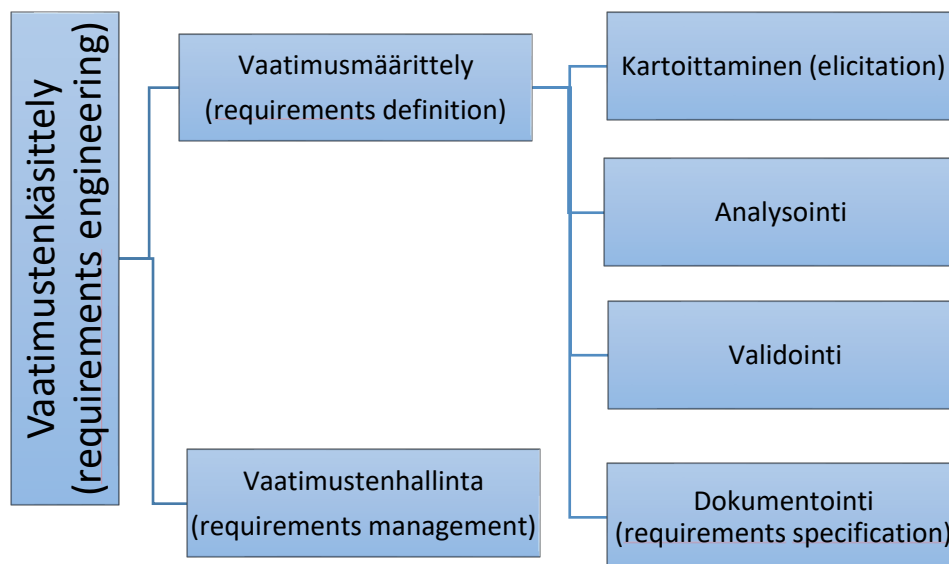 Vaatimustenkäsittely
(requirements engineering)
Vaatimusmäärittely
(requirements definition)
Vaatimustenhallinta
(requirements management)
Kartoittaminen (elicitation)
Analysointi
Validointi
Dokumentointi
(requirements specification)